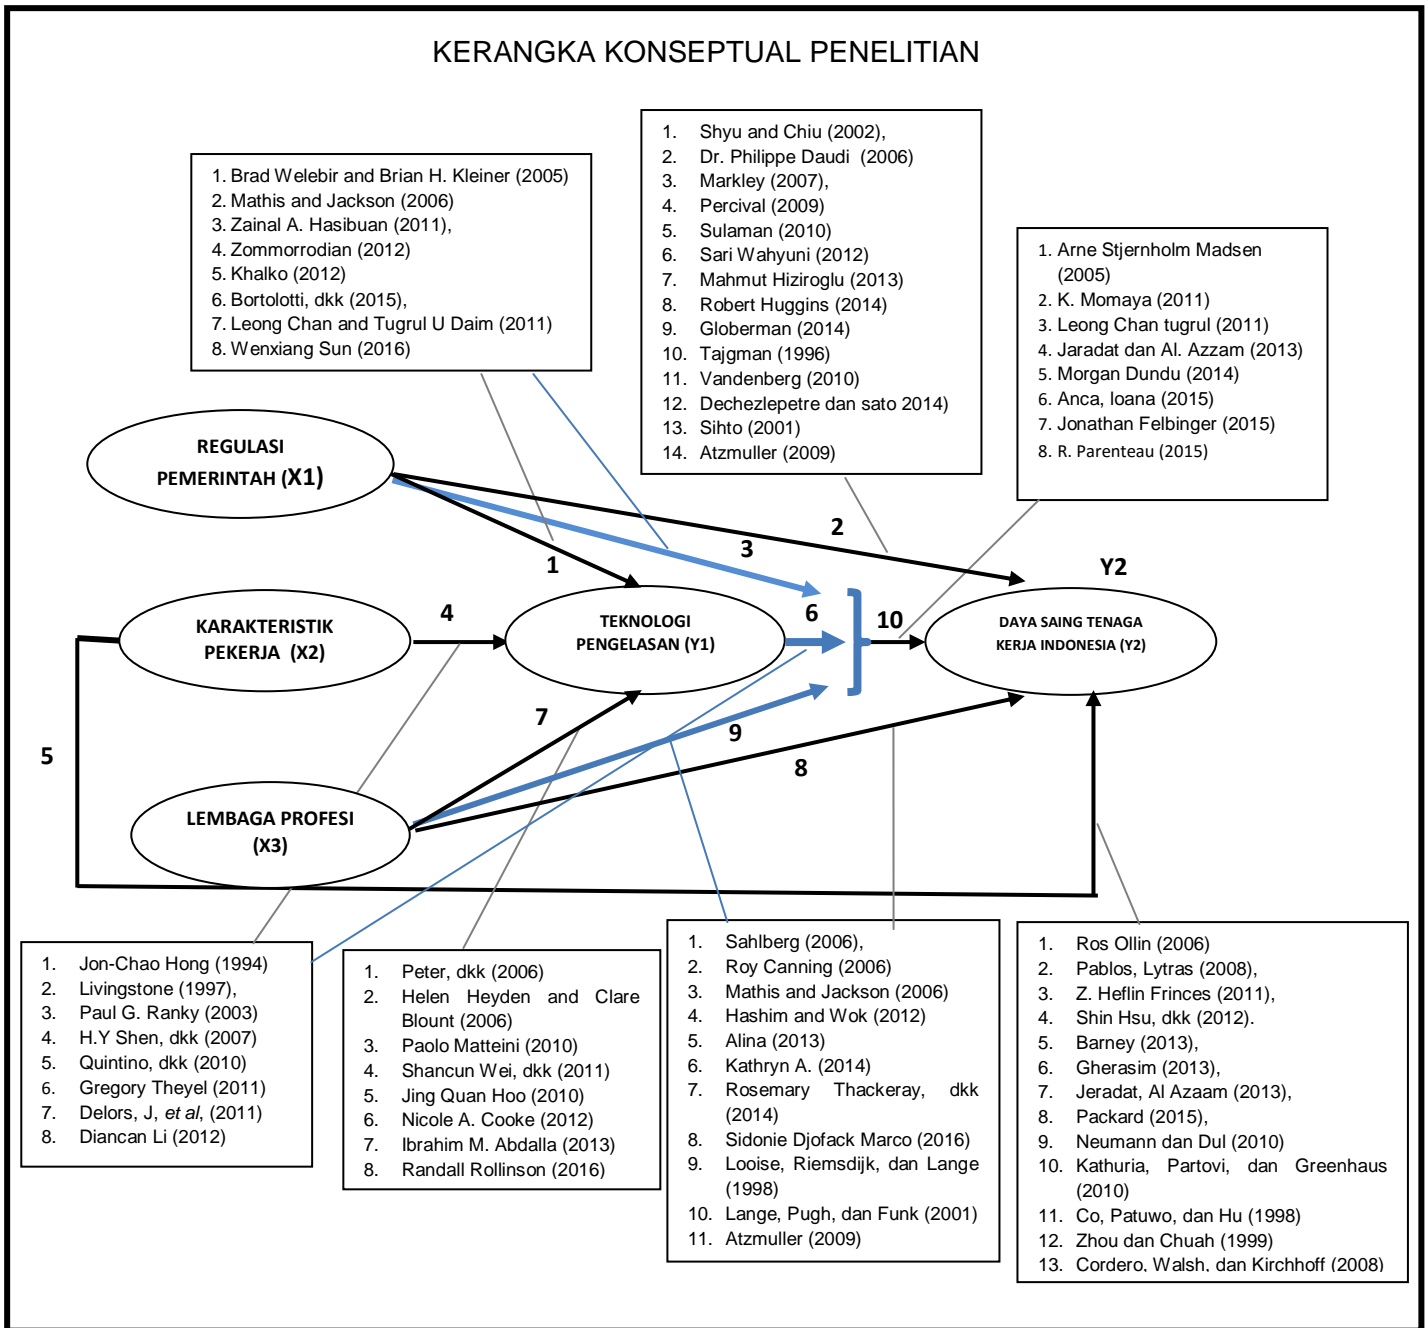 KERANGKA KONSEPTUAL PENELITIAN
1. Brad Welebir and Brian H. Kleiner (2005)
2. Mathis and Jackson (2006)
3. Zainal A. Hasibuan (2011),
4. Zommorrodian (2012)
5. Khalko (2012)
6. Bortolotti, dkk (2015),
7. Leong Chan and Tugrul U Daim (2011)
8. Wenxiang Sun (2016)
1. Shyu and Chiu (2002),
2. Dr. Philippe Daudi (2006)
3. Markley (2007),
4. Percival (2009)
5. Sulaman (2010)
6. Sari Wahyuni (2012)
7. Mahmut Hiziroglu (2013)
8. Robert Huggins (2014)
9. Globerman (2014)
10. Tajgman (1996)
11. Vandenberg (2010)
12. Dechezlepetre dan sato 2014)
13. Sihto (2001)
14. Atzmuller (2009)
1. Arne Stjernholm Madsen
(2005)
2. K. Momaya (2011)
3. Leong Chan tugrul (2011)
4. Jaradat dan Al. Azzam (2013)
5. Morgan Dundu (2014)
6. Anca, Ioana (2015)
7. Jonathan Felbinger (2015)
8. R. Parenteau (2015)
REGULASI
PEMERINTAH (X1)
2
3
1
Y2
KARAKTERISTIK
PEKERJA (X2)
4
TEKNOLOGI
PENGELASAN (Y1)
6
10
DAYA SAING TENAGA
KERJA INDONESIA (Y2)
7
9
8
5
LEMBAGA PROFESI
(X3)
1. Jon-Chao Hong (1994)
2. Livingstone (1997),
3. Paul G. Ranky (2003)
4. H.Y Shen, dkk (2007)
5. Quintino, dkk (2010)
6. Gregory Theyel (2011)
7. Delors, J, et al, (2011)
8. Diancan Li (2012)
1. Peter, dkk (2006)
2. Helen Heyden and Clare
Blount (2006)
3. Paolo Matteini (2010)
4. Shancun Wei, dkk (2011)
5. Jing Quan Hoo (2010)
6. Nicole A. Cooke (2012)
7. Ibrahim M. Abdalla (2013)
8. Randall Rollinson (2016)
1. Sahlberg (2006),
2. Roy Canning (2006)
3. Mathis and Jackson (2006)
4. Hashim and Wok (2012)
5. Alina (2013)
6. Kathryn A. (2014)
7. Rosemary Thackeray, dkk
(2014)
8. Sidonie Djofack Marco (2016)
9. Looise, Riemsdijk, dan Lange
(1998)
10. Lange, Pugh, dan Funk (2001)
11. Atzmuller (2009)
1. Ros Ollin (2006)
2. Pablos, Lytras (2008),
3. Z. Heflin Frinces (2011),
4. Shin Hsu, dkk (2012).
5. Barney (2013),
6. Gherasim (2013),
7. Jeradat, Al Azaam (2013),
8. Packard (2015),
9. Neumann dan Dul (2010)
10. Kathuria, Partovi, dan Greenhaus
(2010)
11. Co, Patuwo, dan Hu (1998)
12. Zhou dan Chuah (1999)
13. Cordero, Walsh, dan Kirchhoff (2008)